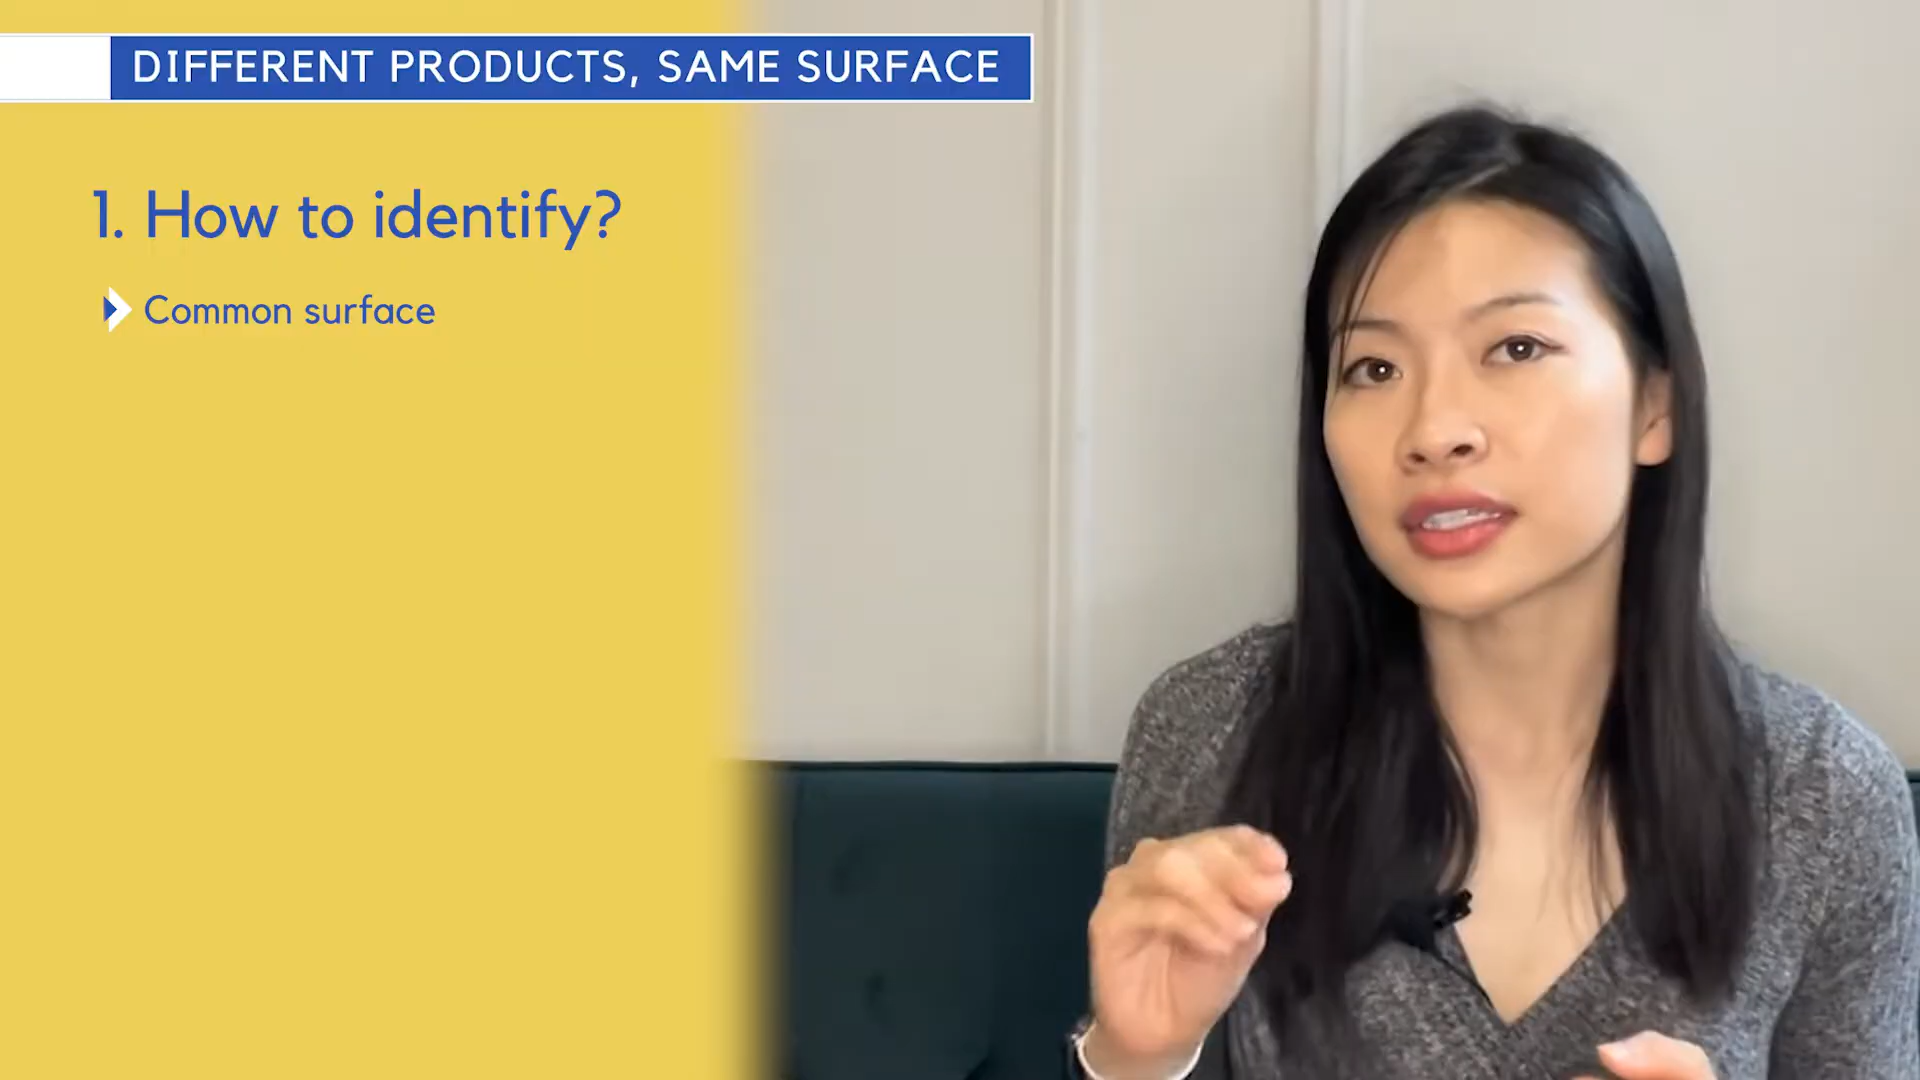 DIFFERENT PRODUCTS, SAME SURFACE
1. How to identify?
Common surface